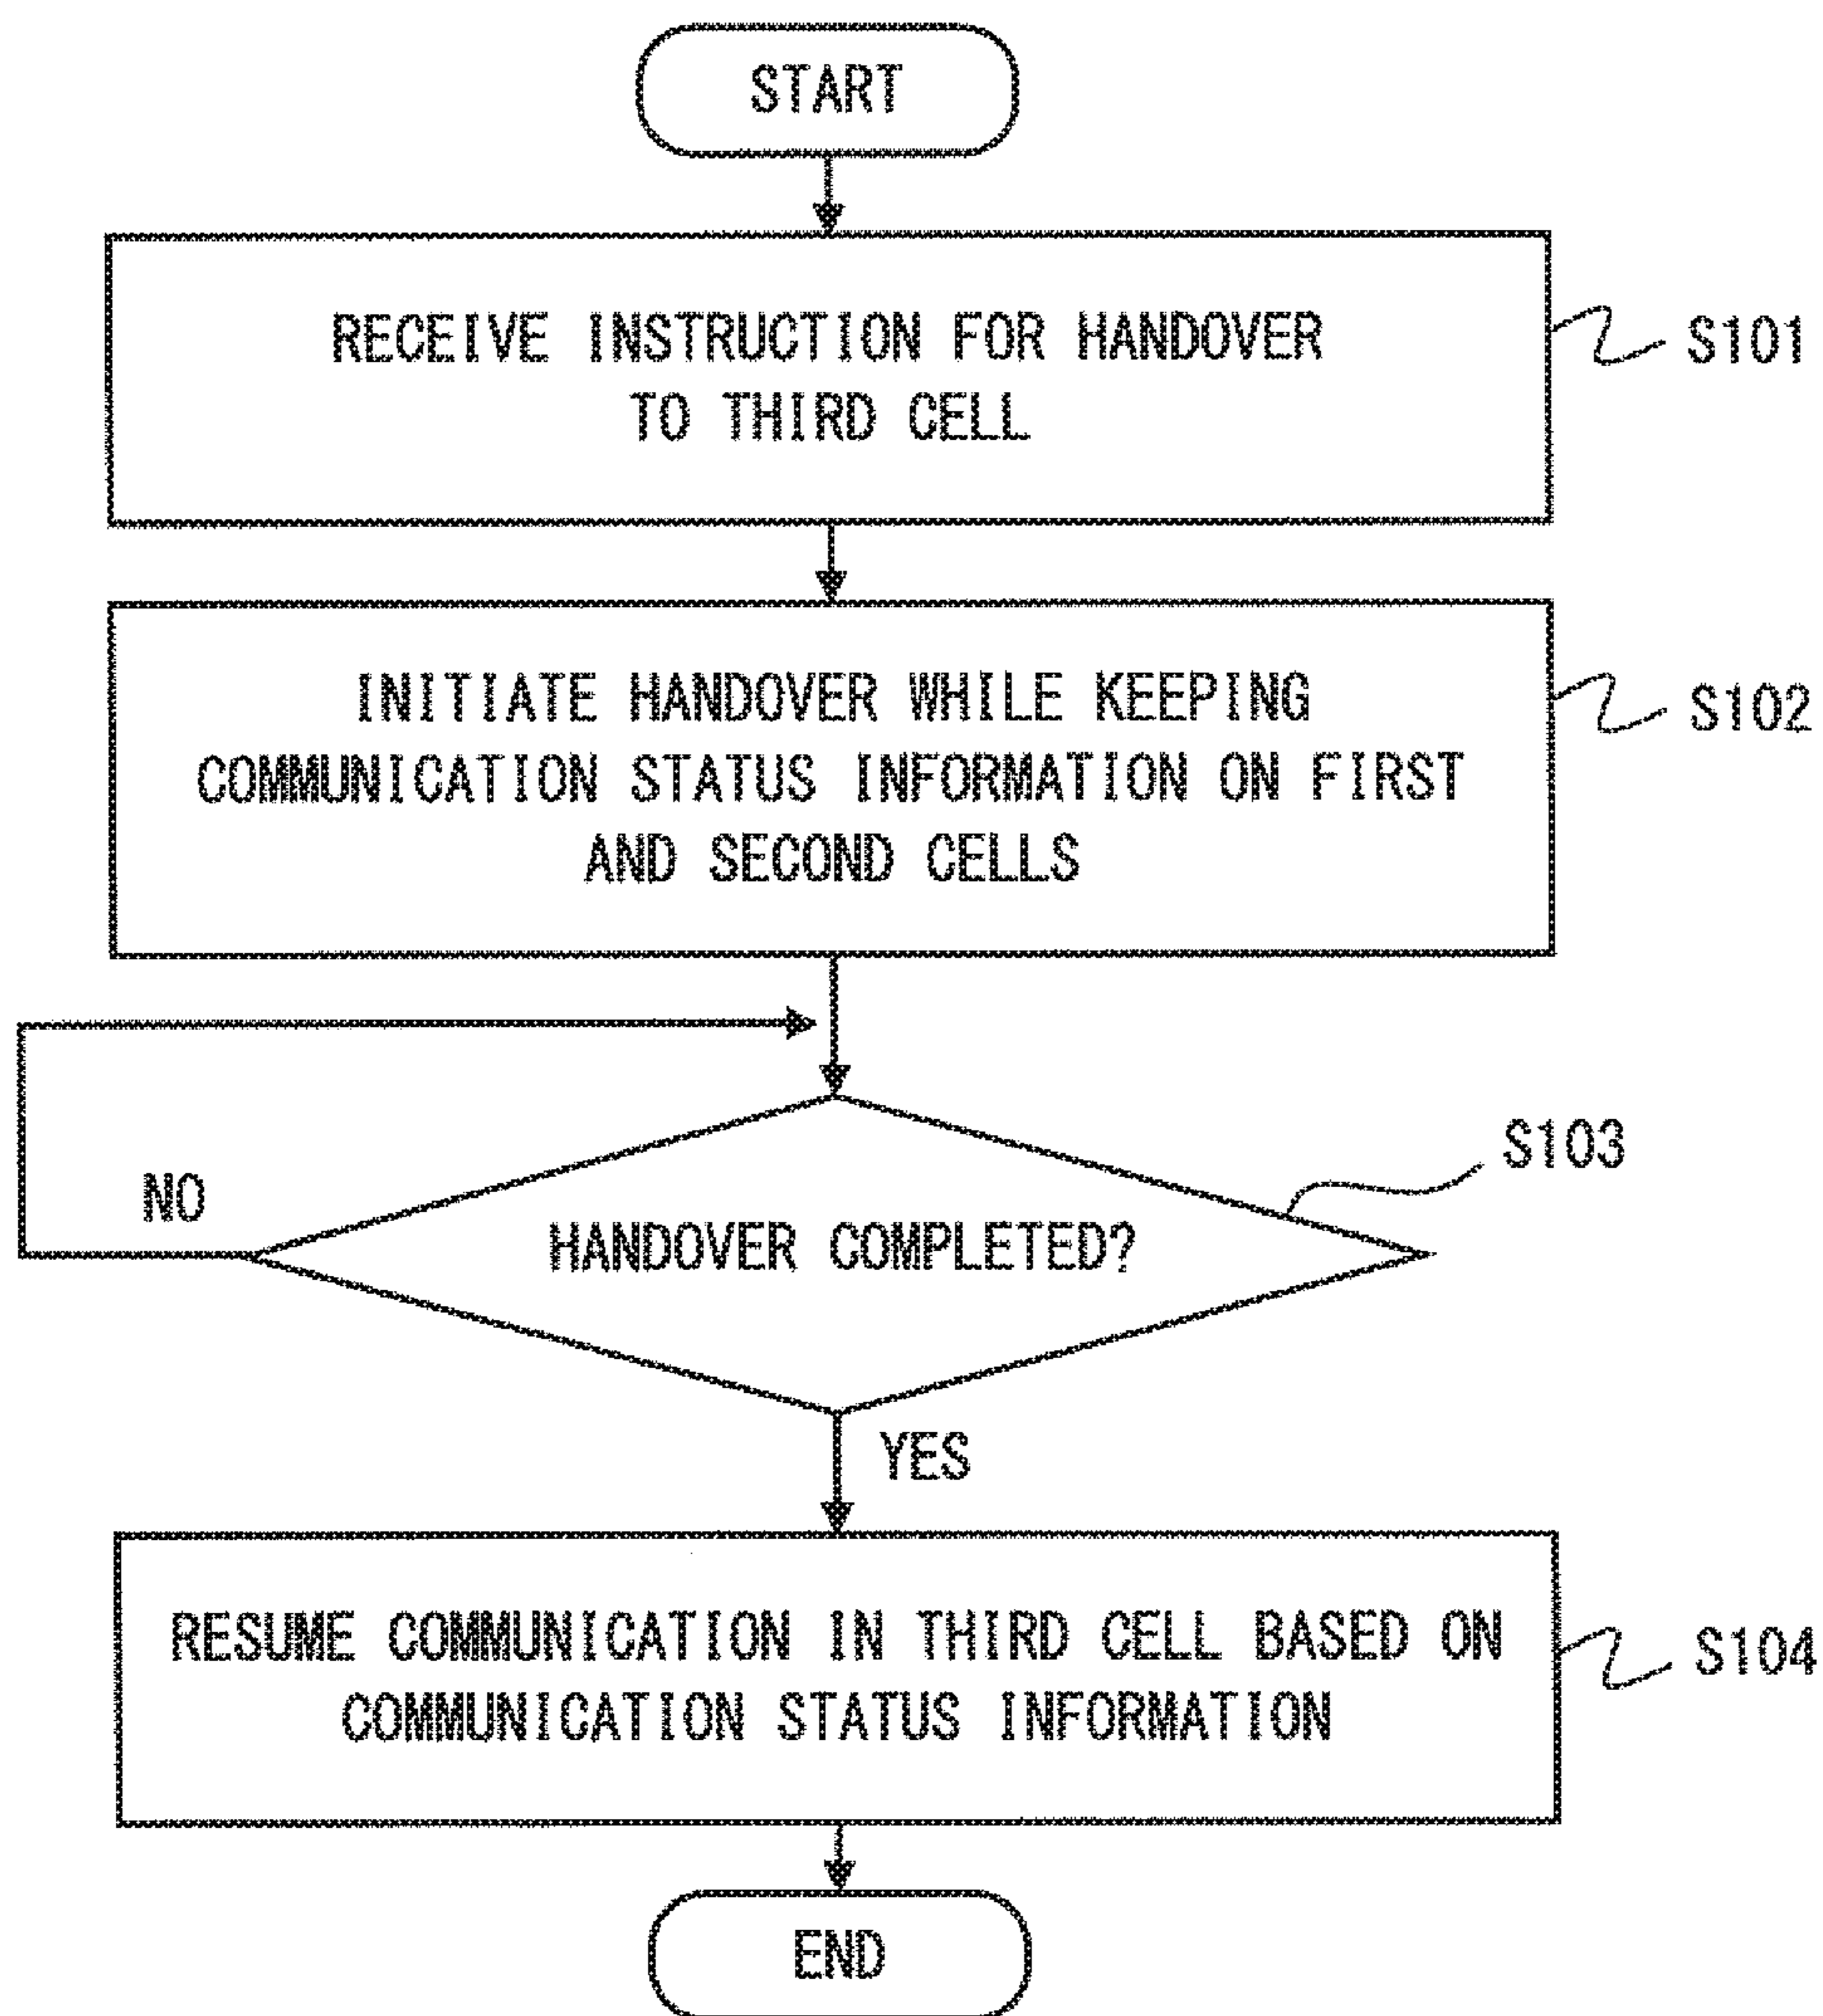 START
RECEIVE INSTRUCTION FOR HANDOVER
TO THIRD CELL
S101
INITIATE HANDOVER WHILE KEEPING
COMMUNICATION STATUS INFORMATION ON FIRST
AND SECOND CELLS
S102
HANDOVER COMPLETED?
S103
NO
YES
RESUME COMMUNICATION IN THIRD CELL BASED ON
COMMUNICATION STATUS INFORMATION
S104
END